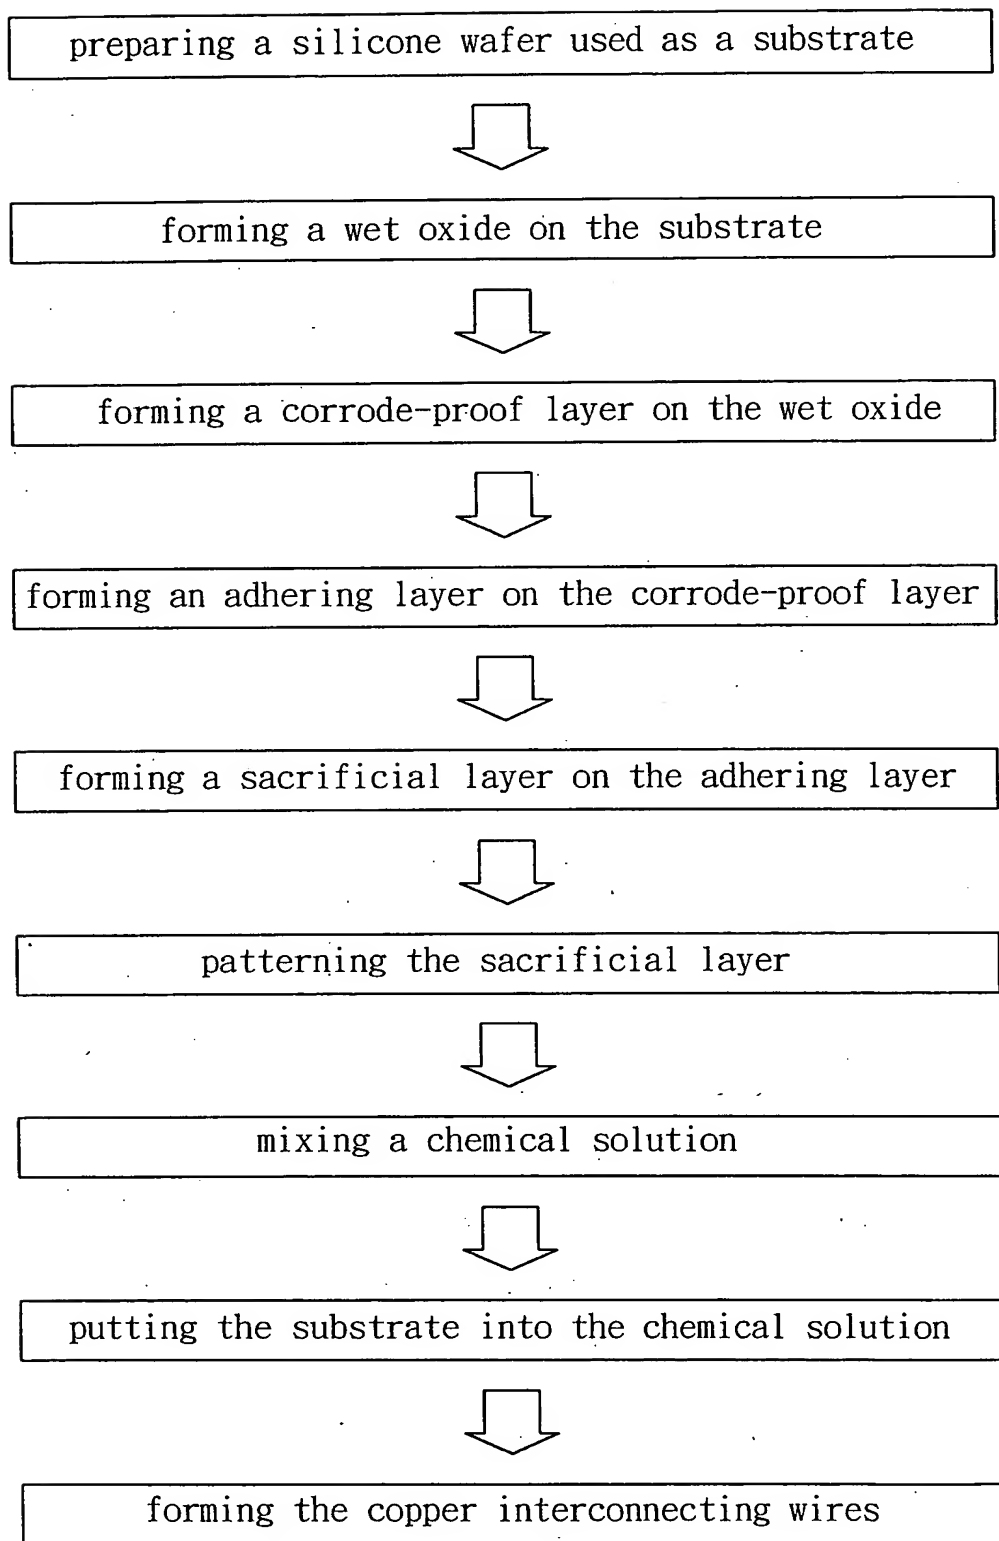 preparing a silicone wafer used as a substrate
forming a wet oxide on the substrate
forming a corrode-proof layer on the wet oxide
forming an adhering layer on the corrode-proof layer
forming a sacrificial layer on the adhering layer
patterning the sacrificial layer
mixing a chemical solution
putting the substrate into the chemical solution
forming the copper interconnecting wires